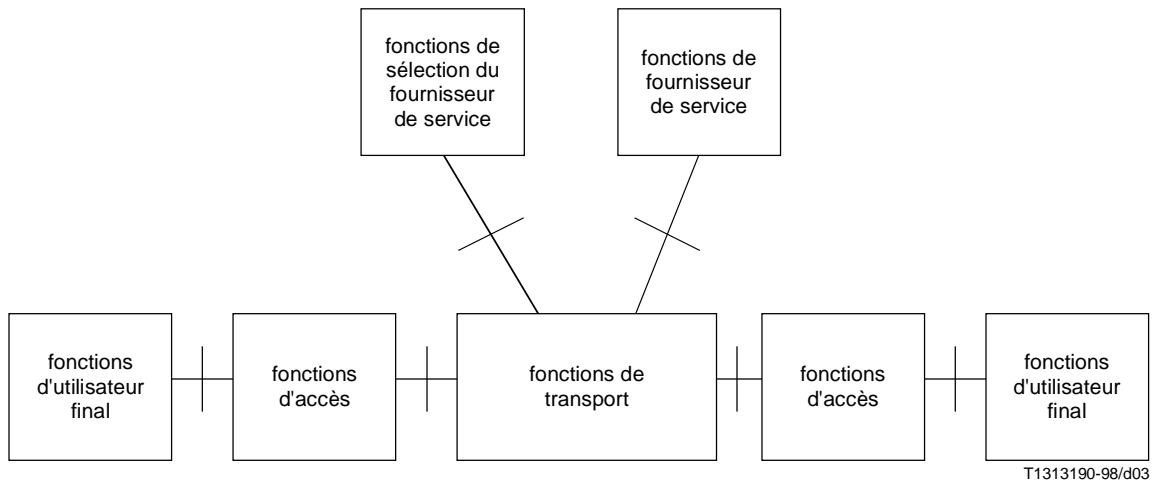 fonctions de
sélection du
fournisseur
de service
fonctions de
fournisseur
de service
fonctions
d'utilisateur
final
fonctions
d'accès
fonctions de
transport
fonctions
d'accès
fonctions
d'utilisateur
final
T1313190-98/d03